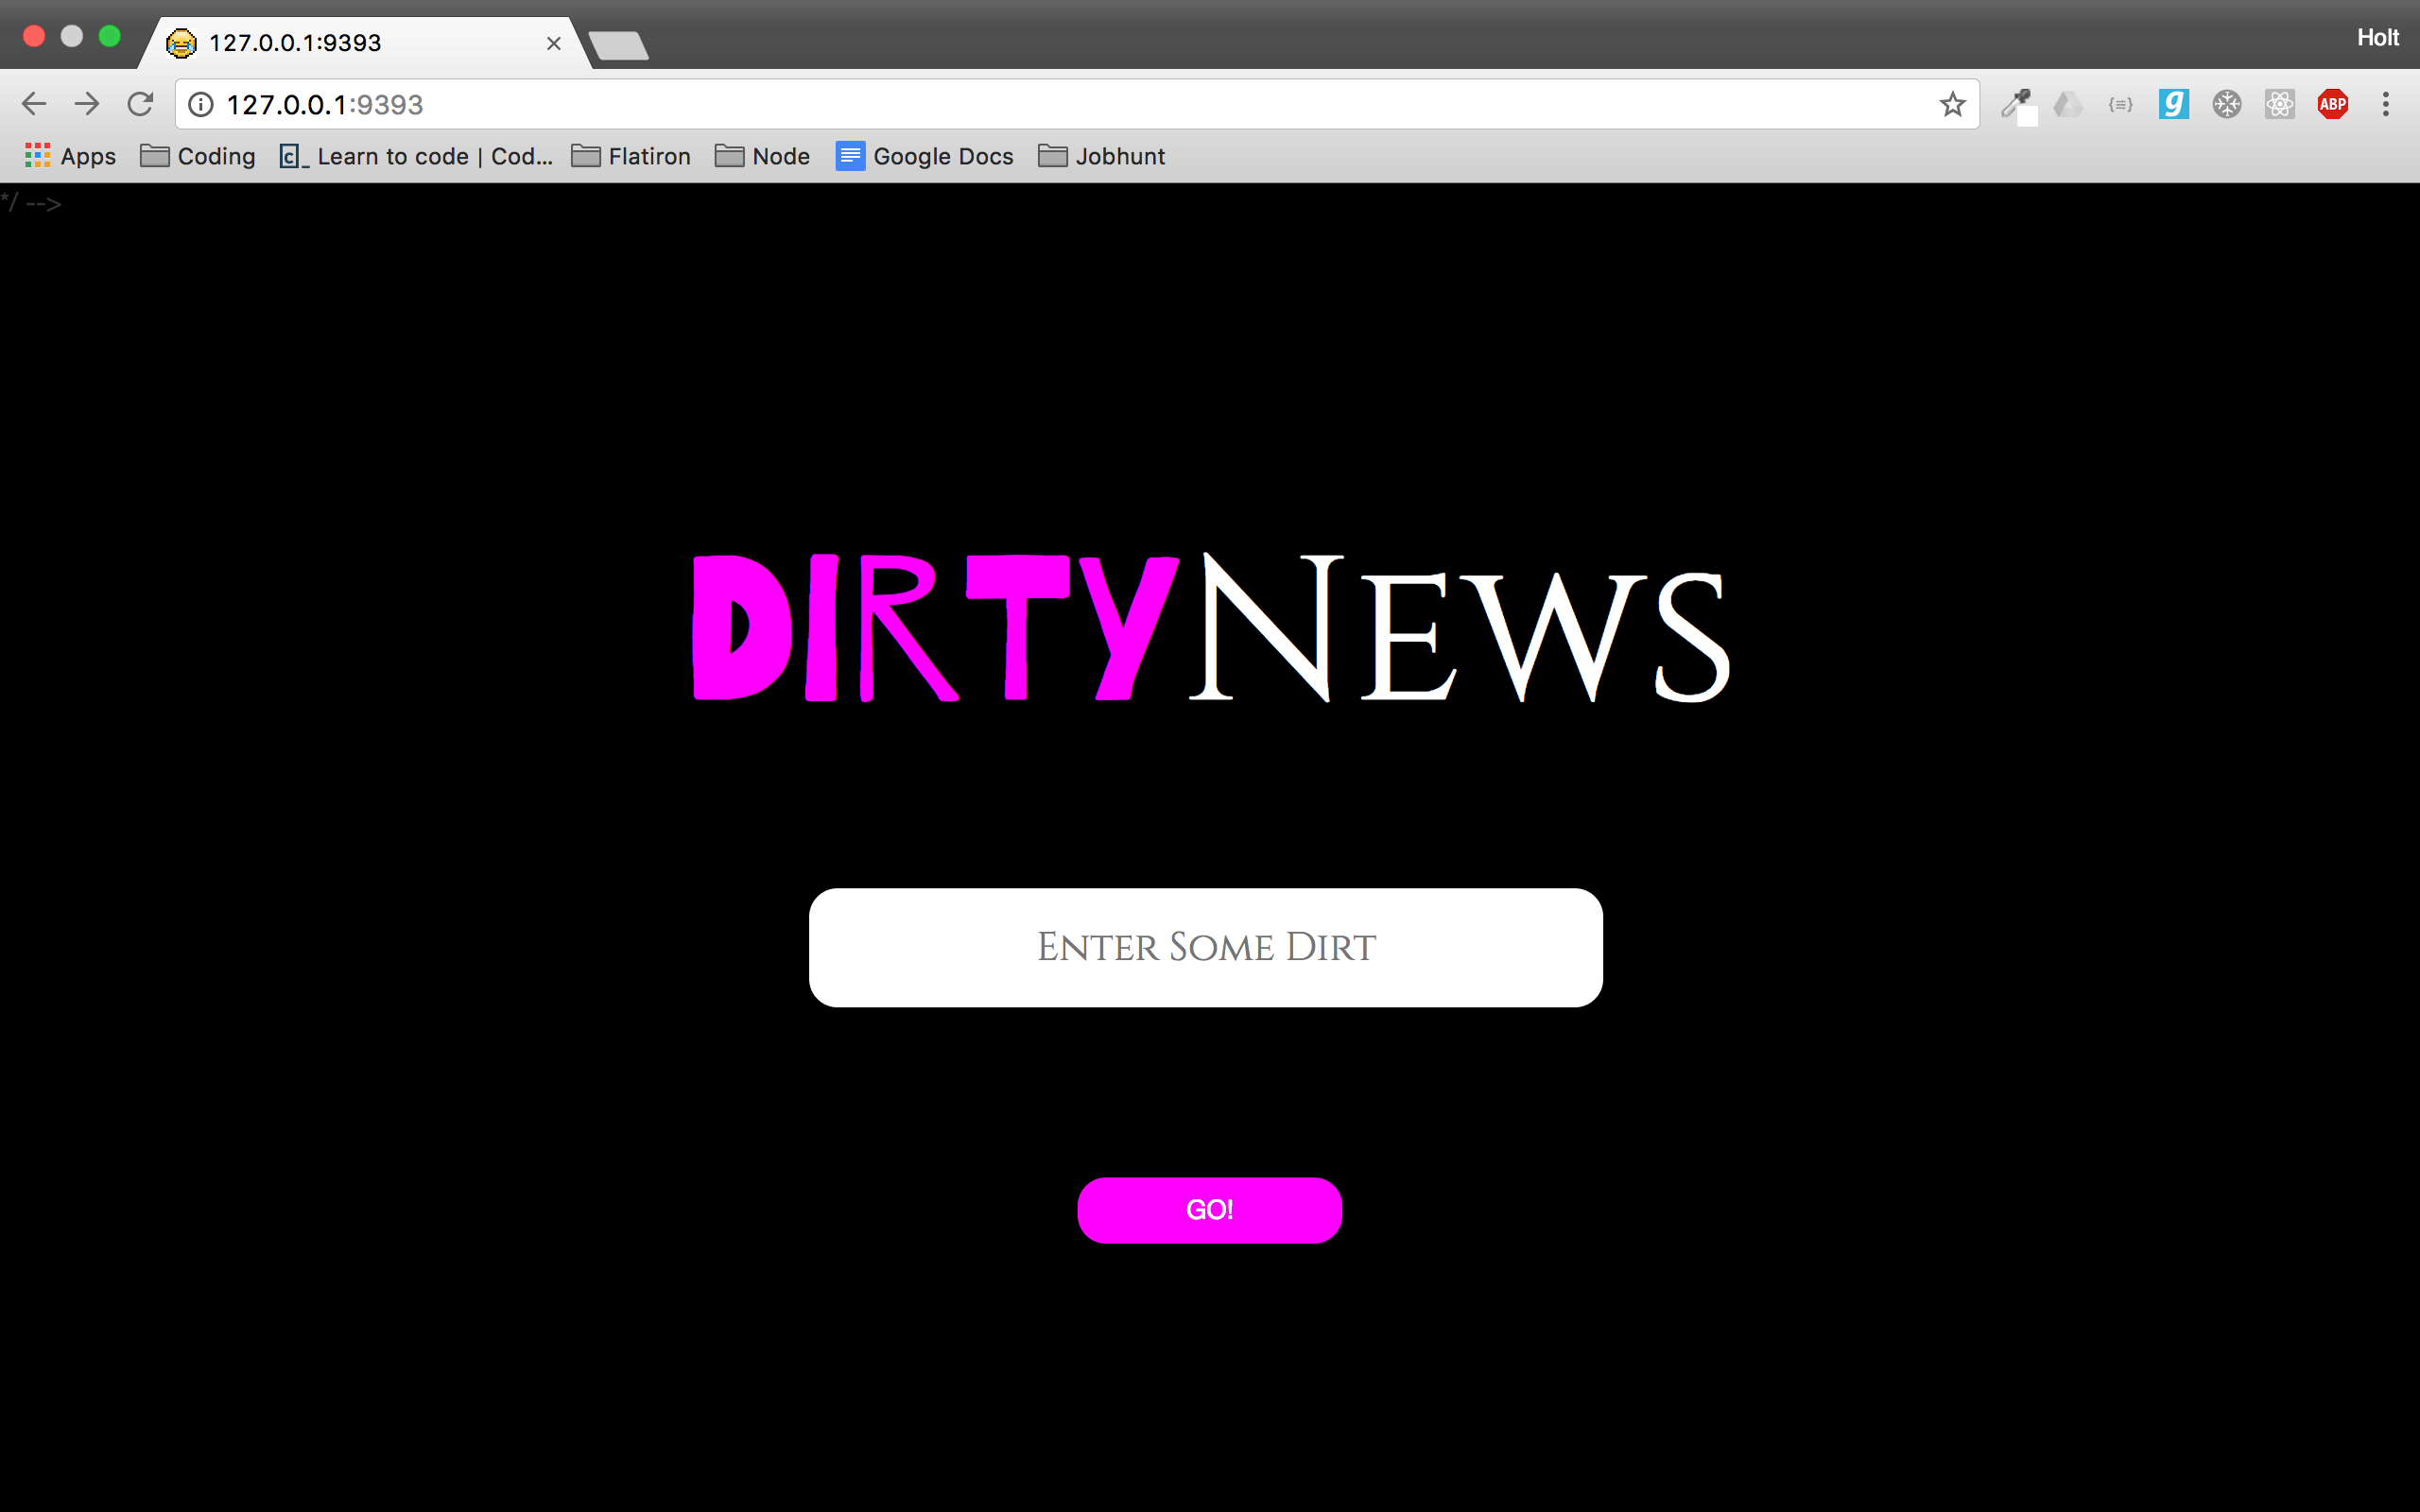 127.0.0.1:9393
Holt
127.0.0.1:9393
ABP
Apps Coding Learn to code | Cod... Flatiron Node Google Docs Jobhunt
*/ -->
DIRTYNEWS
ENTER SOME DIRT
GO!